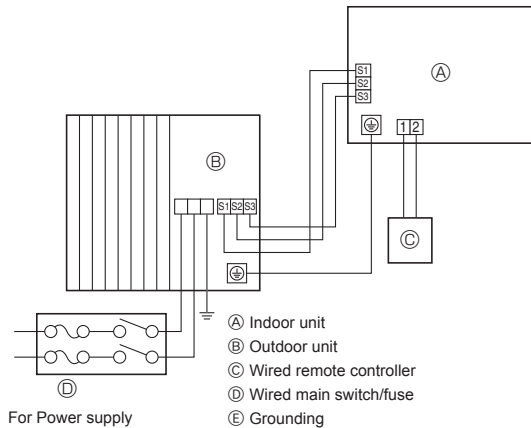 Ⓐ
S1
S2
S3
1 2
Ⓑ
S1 S2 S3
Ⓒ
Ⓓ
For Power supply
Ⓐ Indoor unit
Ⓑ Outdoor unit
Ⓒ Wired remote controller
Ⓓ Wired main switch/fuse
Ⓔ Grounding